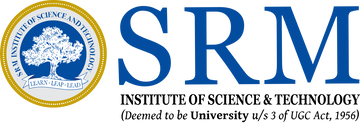 SRM INSTITUTE OF SCIENCE AND TECHNOLOGY
LEARN · LEAP · LEAD
SRM
INSTITUTE OF SCIENCE & TECHNOLOGY
(Deemed to be University u/s 3 of UGC Act, 1956)